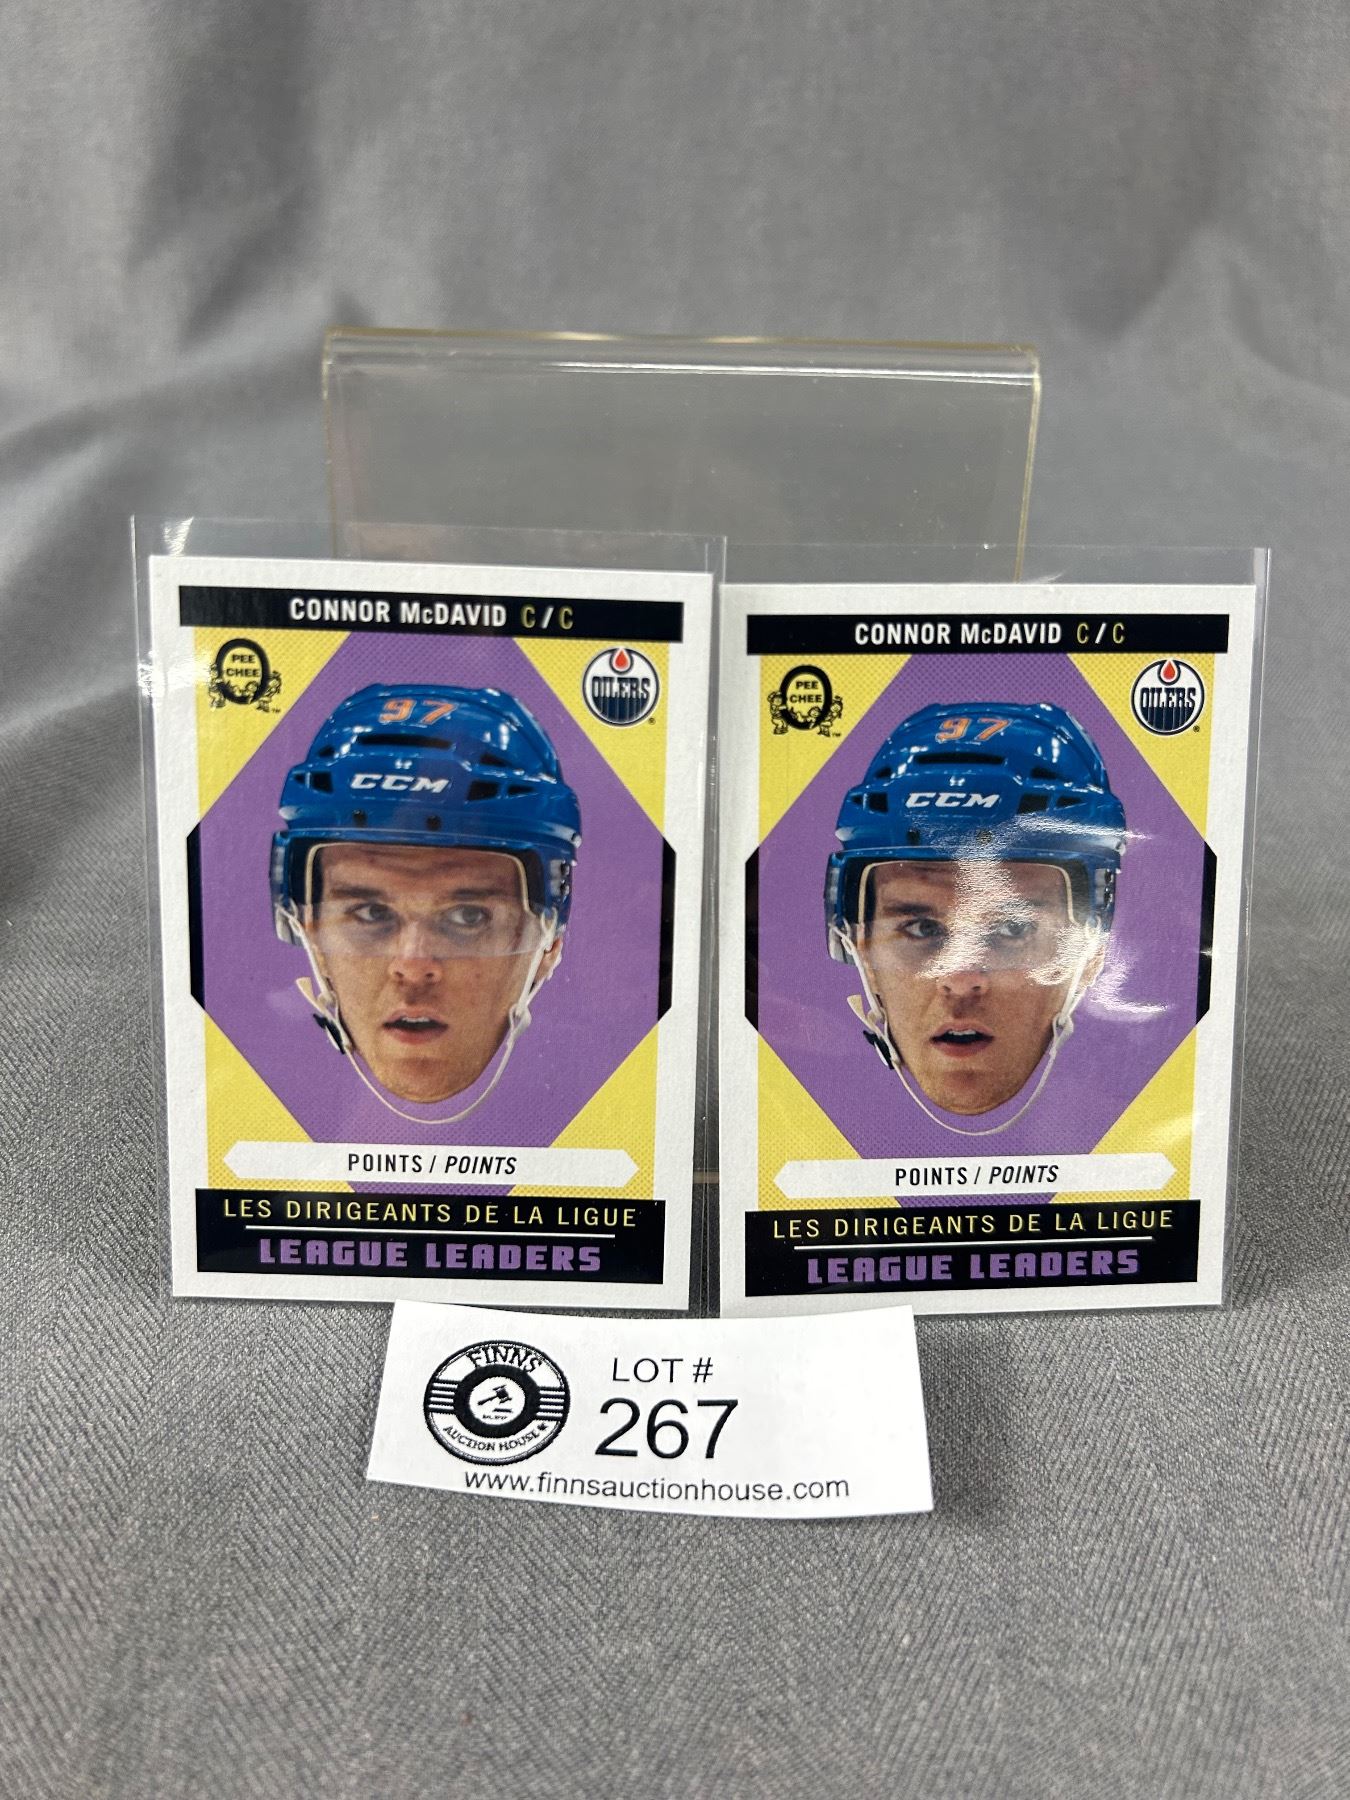 CONNOR McDAVID C / C
PEE
CHEE
TM
OILERS
®
97
CCM
POINTS / POINTS
LES DIRIGEANTS DE LA LIGUE
LEAGUE LEADERS
CONNOR McDAVID C / C
PEE
CHEE
TM
OILERS
®
97
CCM
POINTS / POINTS
LES DIRIGEANTS DE LA LIGUE
LEAGUE LEADERS
FINNS
AUCTION HOUSE
LOT #
267
www.finnsauctionhouse.com